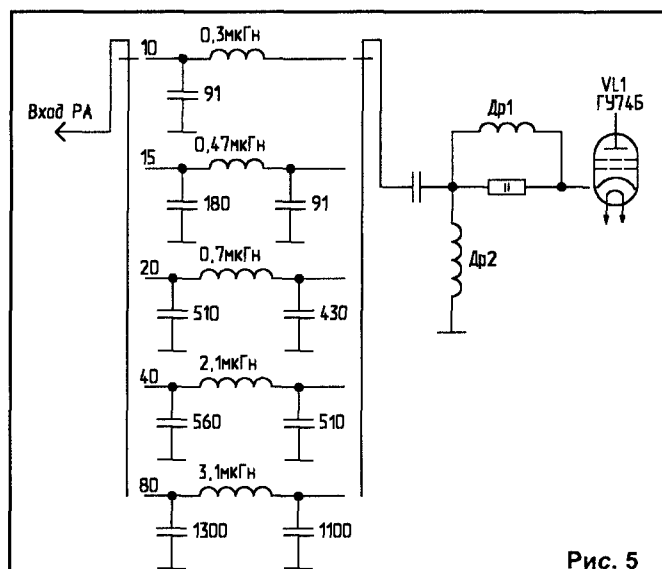 10
0,3мкГн
91
Вход РА
15
0,47мкГн
180
91
20
0,7мкГн
510
430
40
2,1мкГн
560
510
80
3,1мкГн
1300
1100
Др1
Др2
VL1
ГУ74Б
Рис. 5